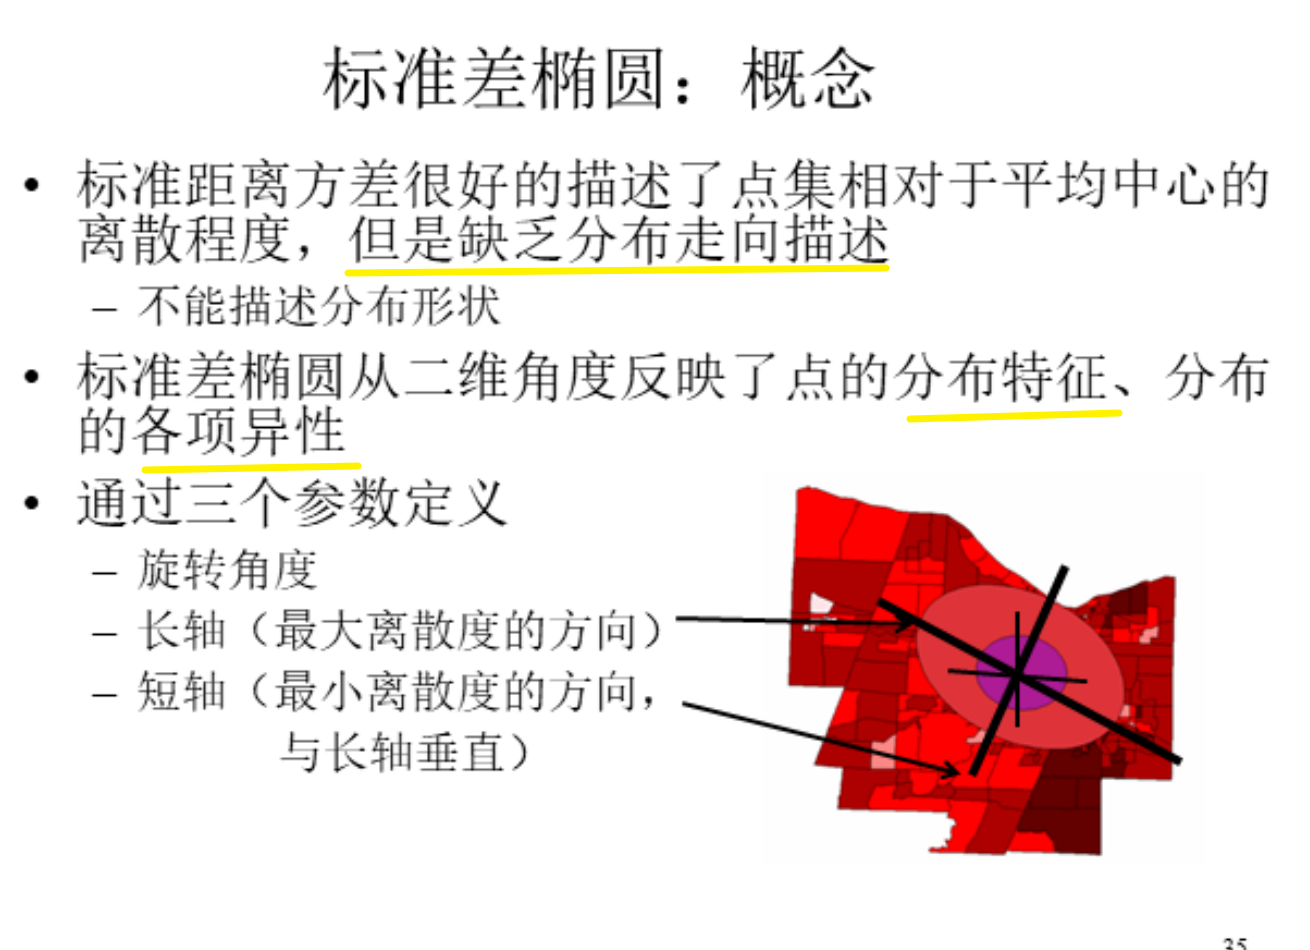 标准差椭圆：概念
• 标准距离方差很好的描述了点集相对于平均中心的
离散程度，但是缺乏分布走向描述
– 不能描述分布形状
• 标准差椭圆从二维角度反映了点的分布特征、分布
的各项异性
• 通过三个参数定义
– 旋转角度
– 长轴（最大离散度的方向）
– 短轴（最小离散度的方向，
与长轴垂直）
35